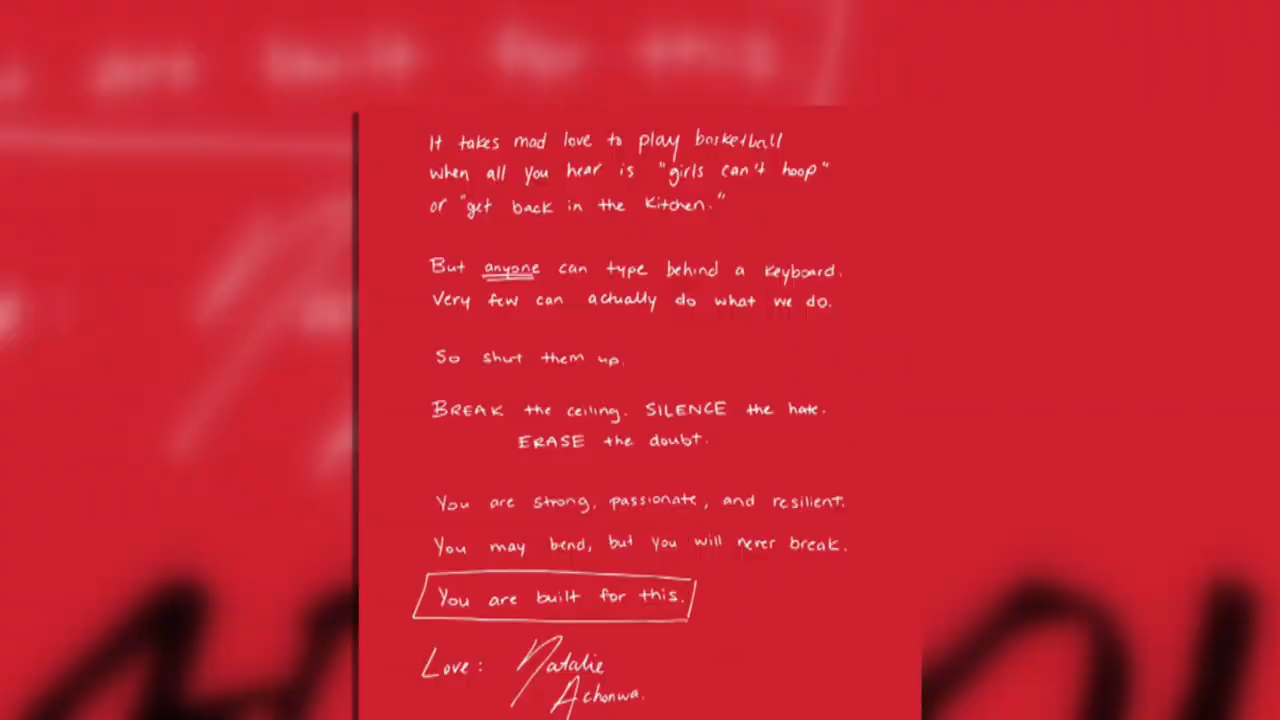 It takes mad love to play basketball
when all you hear is "girls can't hoop"
or "get back in the kitchen."
But anyone can type behind a keyboard.
Very few can actually do what we do.
So shut them up.
BREAK the ceiling. SILENCE the hate.
ERASE the doubt.
You are strong, passionate, and resilient.
You may bend, but you will never break.
You are built for this.
Love: Natalie
Achonwa.